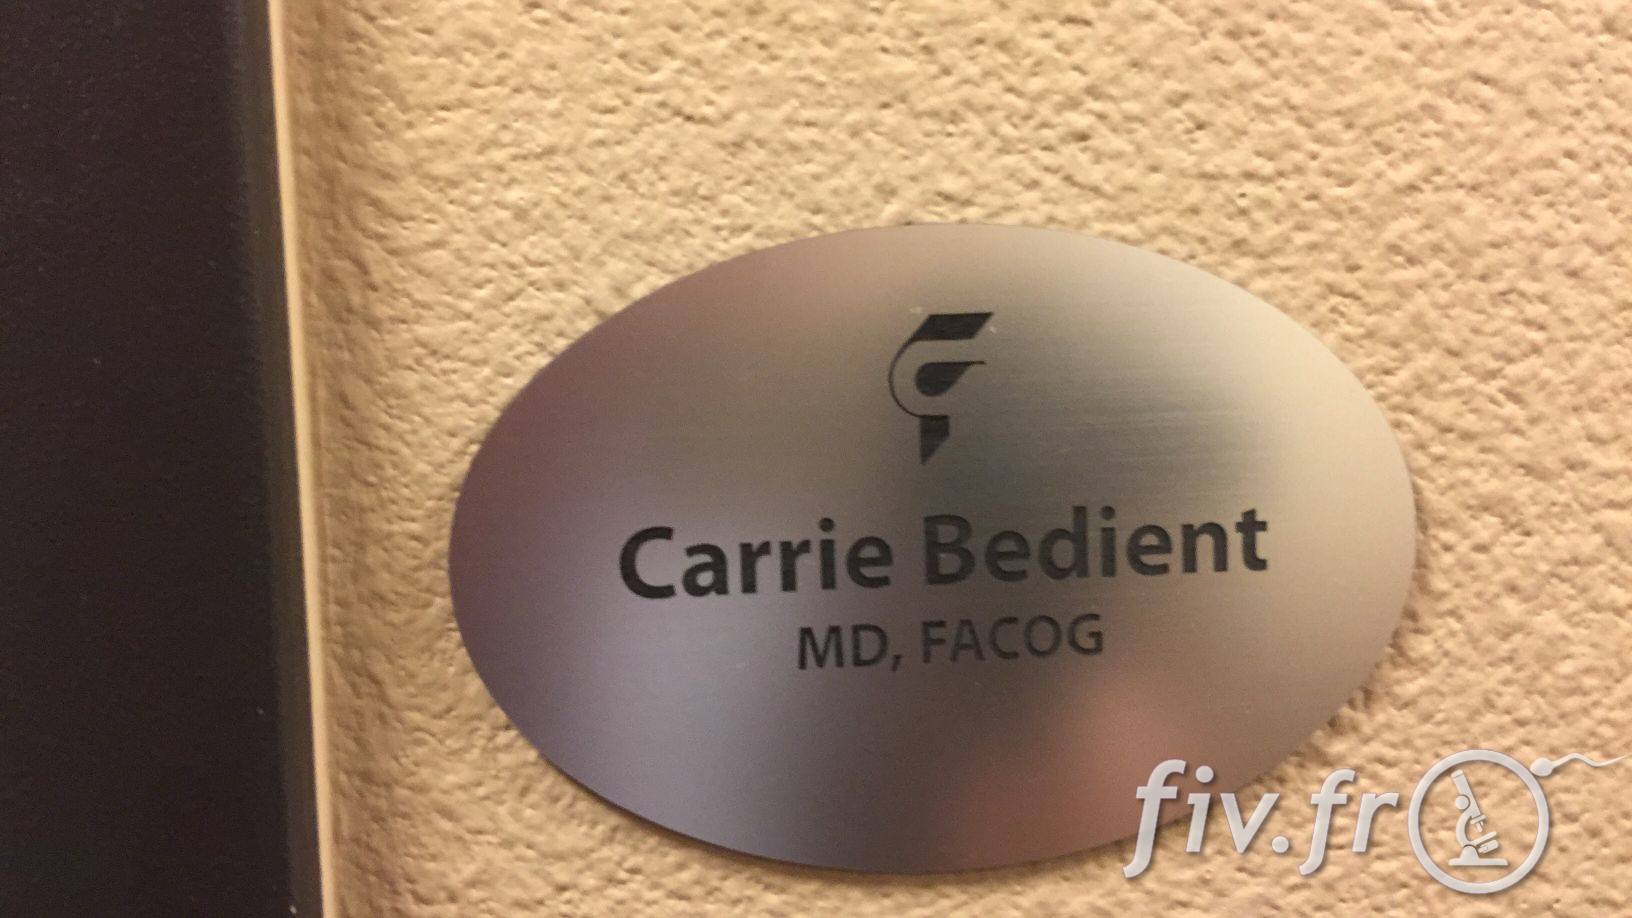 Carrie Bedient
MD, FACOG
fiv.fr